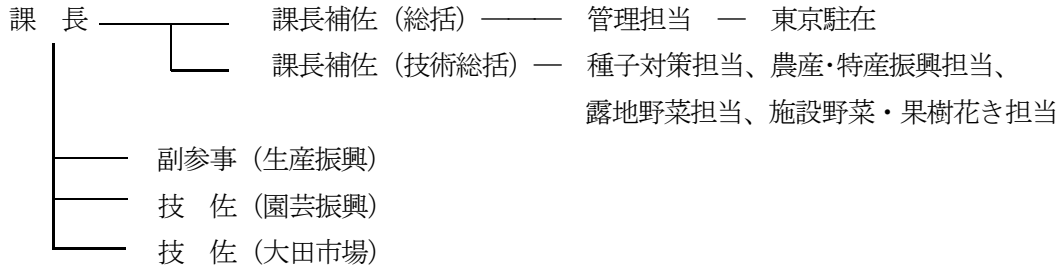 課　長　課長補佐（総括）　管理担当　東京駐在
課長補佐（技術総括）　種子対策担当、農産・特産振興担当、
露地野菜担当、施設野菜・果樹花き担当
副参事（生産振興）
技　佐（園芸振興）
技　佐（大田市場）